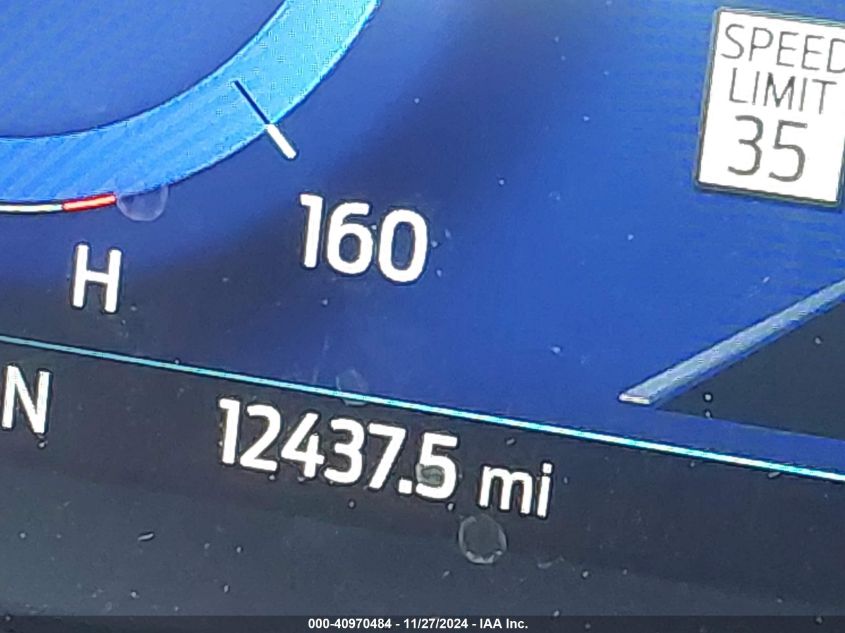 SPEED
LIMIT
35
160
H
N
12437.5 mi
000-40970484 - 11/27/2024 - IAA Inc.